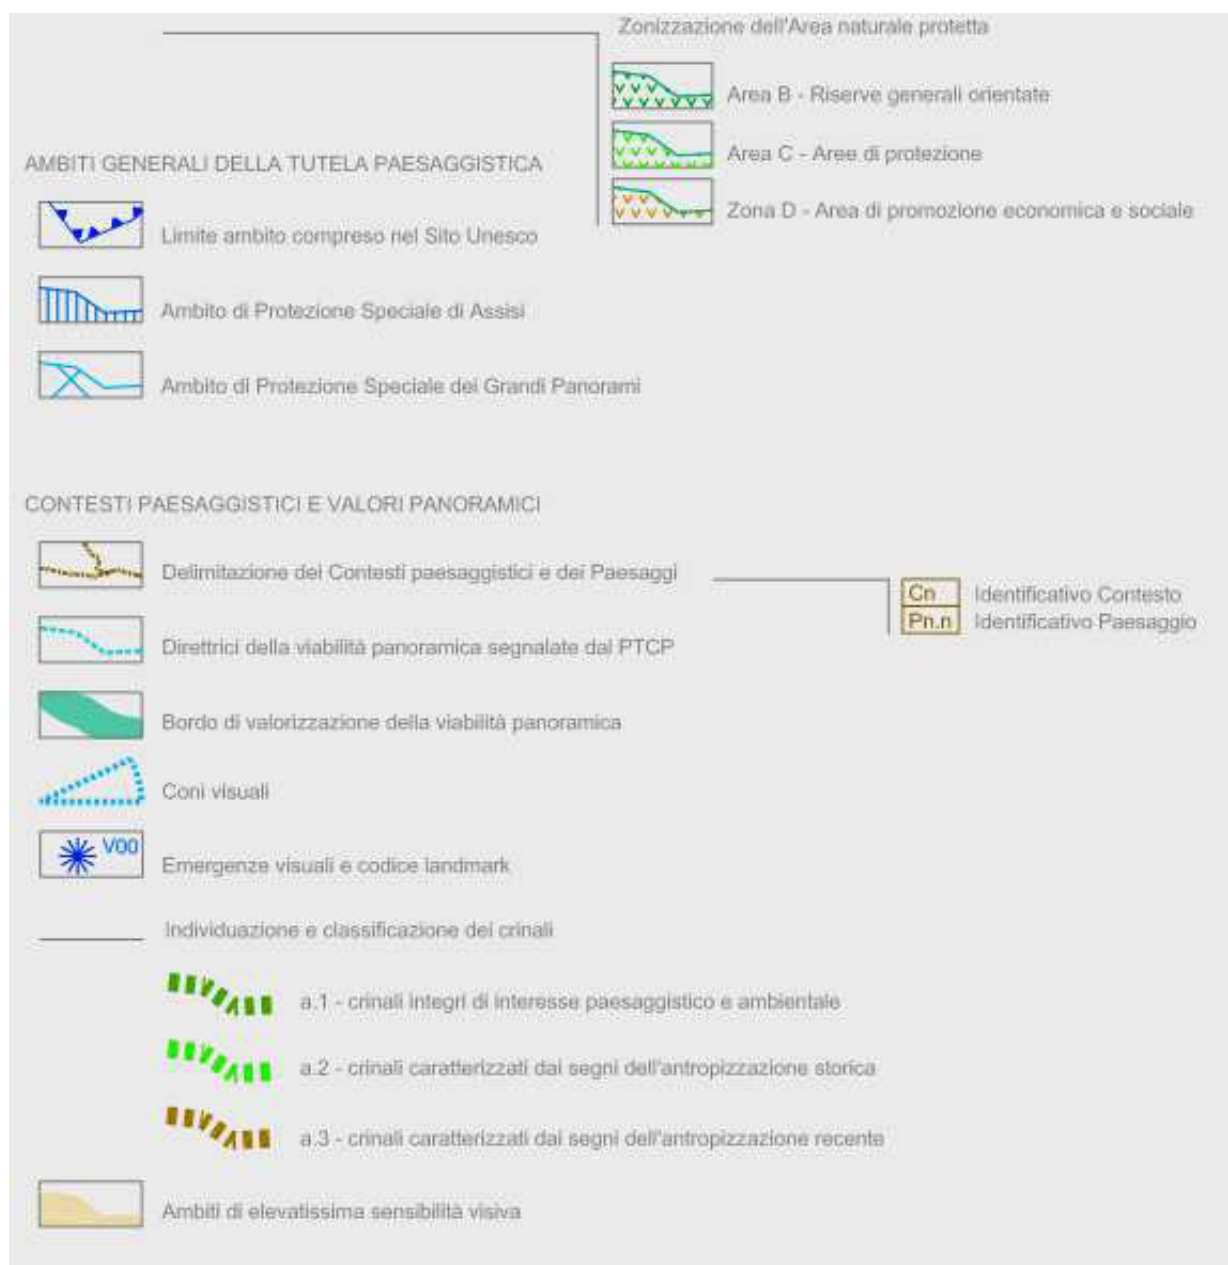 Zonizzazione dell'Area naturale protetta
Area B - Riserve generali orientate
Area C - Aree di protezione
Zona D - Area di promozione economica e sociale
AMBITI GENERALI DELLA TUTELA PAESAGGISTICA
Limite ambito compreso nel Sito Unesco
Ambito di Protezione Speciale di Assisi
Ambito di Protezione Speciale dei Grandi Panorami
CONTESTI PAESAGGISTICI E VALORI PANORAMICI
Delimitazione dei Contesti paesaggistici e dei Paesaggi
Cn Identificativo Contesto
Pn.n Identificativo Paesaggio
Direttrici della viabilità panoramica segnalate dal PTCP
Bordo di valorizzazione della viabilità panoramica
Coni visuali
V00
Emergenze visuali e codice landmark
Individuazione e classificazione dei crinali
a.1 - crinali integri di interesse paesaggistico e ambientale
a.2 - crinali caratterizzati dai segni dell'antropizzazione storica
a.3 - crinali caratterizzati dai segni dell'antropizzazione recente
Ambiti di elevatissima sensibilità visiva